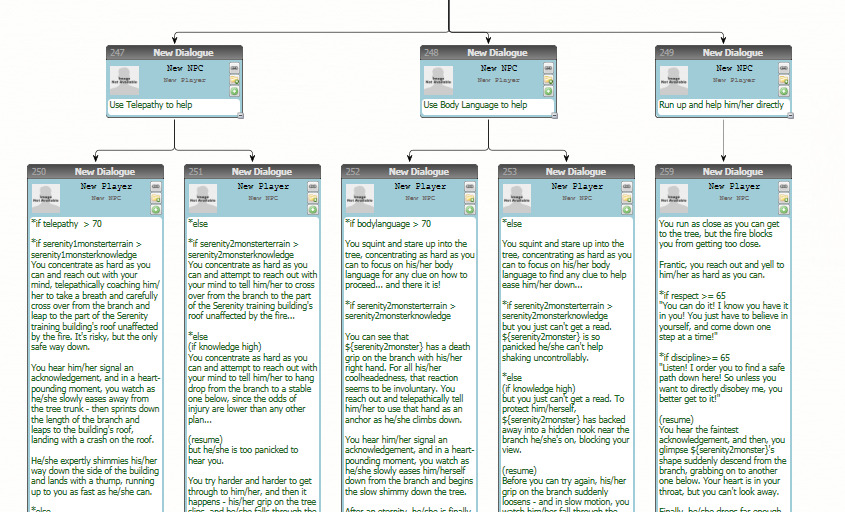 247 New Dialogue
New NPC
New Player
Image Not Available
Use Telepathy to help
248 New Dialogue
New NPC
New Player
Image Not Available
Use Body Language to help
249 New Dialogue
New NPC
New Player
Image Not Available
Run up and help him/her directly
250 New Dialogue
New Player
New NPC
Image Not Available
*if telepathy > 70
*if serenity1monsterterrain >
serenity1monsterknowledge
You concentrate as hard as you
can and reach out with your
mind, telepathically coaching him/
her to take a breath and carefully
cross over from the branch and
leap to the part of the Serenity
training building's roof unaffected
by the fire. It's risky, but the only
safe way down.
You hear him/her signal an
acknowledgement, and in a heart-
pounding moment, you watch as
he/she slowly eases away from
the tree trunk - then sprints down
the length of the branch and
leaps to the building's roof,
landing with a crash on the roof.
He/she expertly shimmies his/her
way down the side of the building
and lands with a thump, running
up to you as fast as he/she can.
*else
251 New Dialogue
New Player
New NPC
Image Not Available
*else
*if serenity2monsterterrain >
serenity2monsterknowledge
You concentrate as hard as you
can and attempt to reach out with
your mind to tell him/her to cross
over from the branch to the part
of the Serenity training building's
roof unaffected by the fire...
*else
(if knowledge high)
You concentrate as hard as you
can and attempt to reach out with
your mind to tell him/her to hang
drop from the branch to a stable
one below, since the odds of
injury are lower than any other
plan...
(resume)
but he/she is too panicked to
hear you.
You try harder and harder to get
through to him/her, and then it
happens - his/her grip on the tree
slips, and he/she falls through the
252 New Dialogue
New Player
New NPC
Image Not Available
*if bodylanguage > 70
You squint and stare up into the
tree, concentrating as hard as you
can to focus on his/her body
language for any clue on how to
proceed... and there it is!
*if serenity2monsterterrain >
serenity2monsterknowledge
You can see that
${serenity2monster} has a death
grip on the branch with his/her
right hand. For all his/her
coolheadedness, that reaction
seems to be involuntary. You
reach out and telepathically tell
him/her to use that hand as an
anchor as he/she climbs down.
You hear him/her signal an
acknowledgement, and in a heart-
pounding moment, you watch as
he/she slowly eases him/herself
down from the branch and begins
the slow shimmy down the tree.
After an eternity, he/she is finally
253 New Dialogue
New Player
New NPC
Image Not Available
*else
You squint and stare up into the
tree, concentrating as hard as you
can to focus on his/her body
language to find any clue to help
ease him/her down...
*if serenity2monsterterrain >
serenity2monsterknowledge
but you just can't get a read.
${serenity2monster} is so
panicked he/she can't help
shaking uncontrollably.
*else
(if knowledge high)
but you just can't get a read. To
protect him/herself,
${serenity2monster} has backed
away into a hidden nook near the
branch he/she's on, blocking your
view.
(resume)
Before you can try again, his/her
grip on the branch suddenly
loosens - and in slow motion, you
watch him/her fall through the
259 New Dialogue
New Player
New NPC
Image Not Available
You run as close as you can get
to the tree, but the fire blocks
you from getting too close.
Frantic, you reach out and yell to
him/her as hard as you can.
*if respect >= 65
"You can do it! I know you have it
in you! You just have to believe in
yourself, and come down one
step at a time!"
*if discipline>= 65
"Listen! I order you to find a safe
path down here! So unless you
want to directly disobey me, you
better get to it!"
(resume)
You hear the faintest
acknowledgement, and then, you
glimpse ${serenity2monster}'s
shape suddenly descend from the
branch, grabbing on to another
one below. Your heart is in your
throat, but you can't look away.
Finally, he/she drops far enough